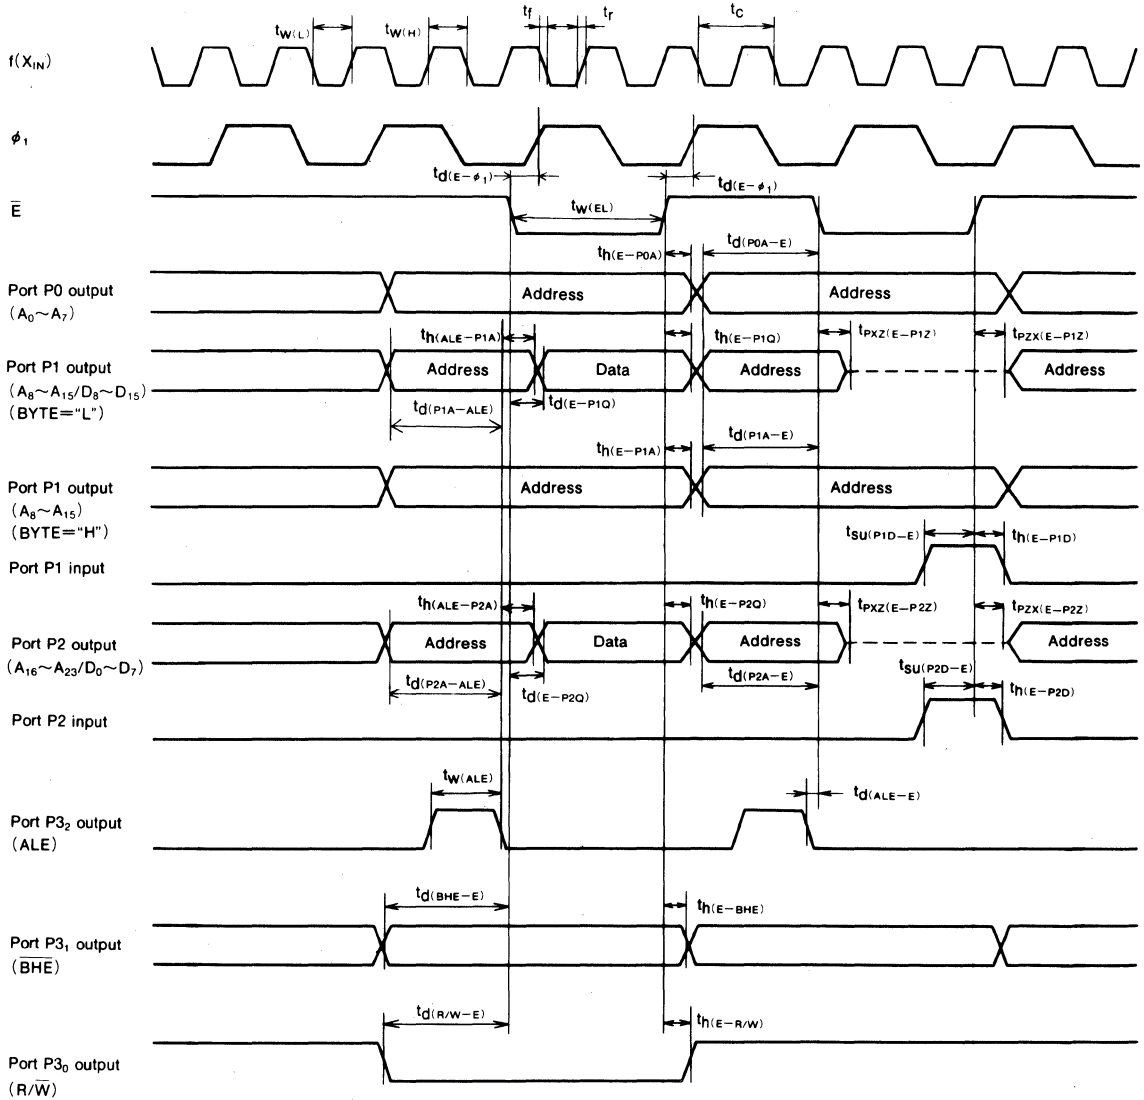 tf tr tc
tW(L) tW(H)
f(XIN)
φ1
td(E−φ1) td(E−φ1)
E̅ tW(EL)
th(E−P0A) td(P0A−E)
Port P0 output
(A0~A7)
Address Address
th(ALE−P1A) th(E−P1Q) tPXZ(E−P1Z) tPZX(E−P1Z)
Port P1 output
(A8~A15/D8~D15)
(BYTE="L")
Address Data Address Address
td(P1A−ALE) td(E−P1Q)
th(E−P1A) td(P1A−E)
Port P1 output
(A8~A15)
(BYTE="H")
Address Address
tsu(P1D−E) th(E−P1D)
Port P1 input
th(ALE−P2A) th(E−P2Q) tPXZ(E−P2Z) tPZX(E−P2Z)
Port P2 output
(A16~A23/D0~D7)
Address Data Address Address
td(P2A−ALE) td(E−P2Q) td(P2A−E)
tsu(P2D−E) th(E−P2D)
Port P2 input
tW(ALE) td(ALE−E)
Port P32 output
(ALE)
td(BHE−E) th(E−BHE)
Port P31 output
(B̅H̅E̅)
td(R/W−E) th(E−R/W)
Port P30 output
(R/W̅)